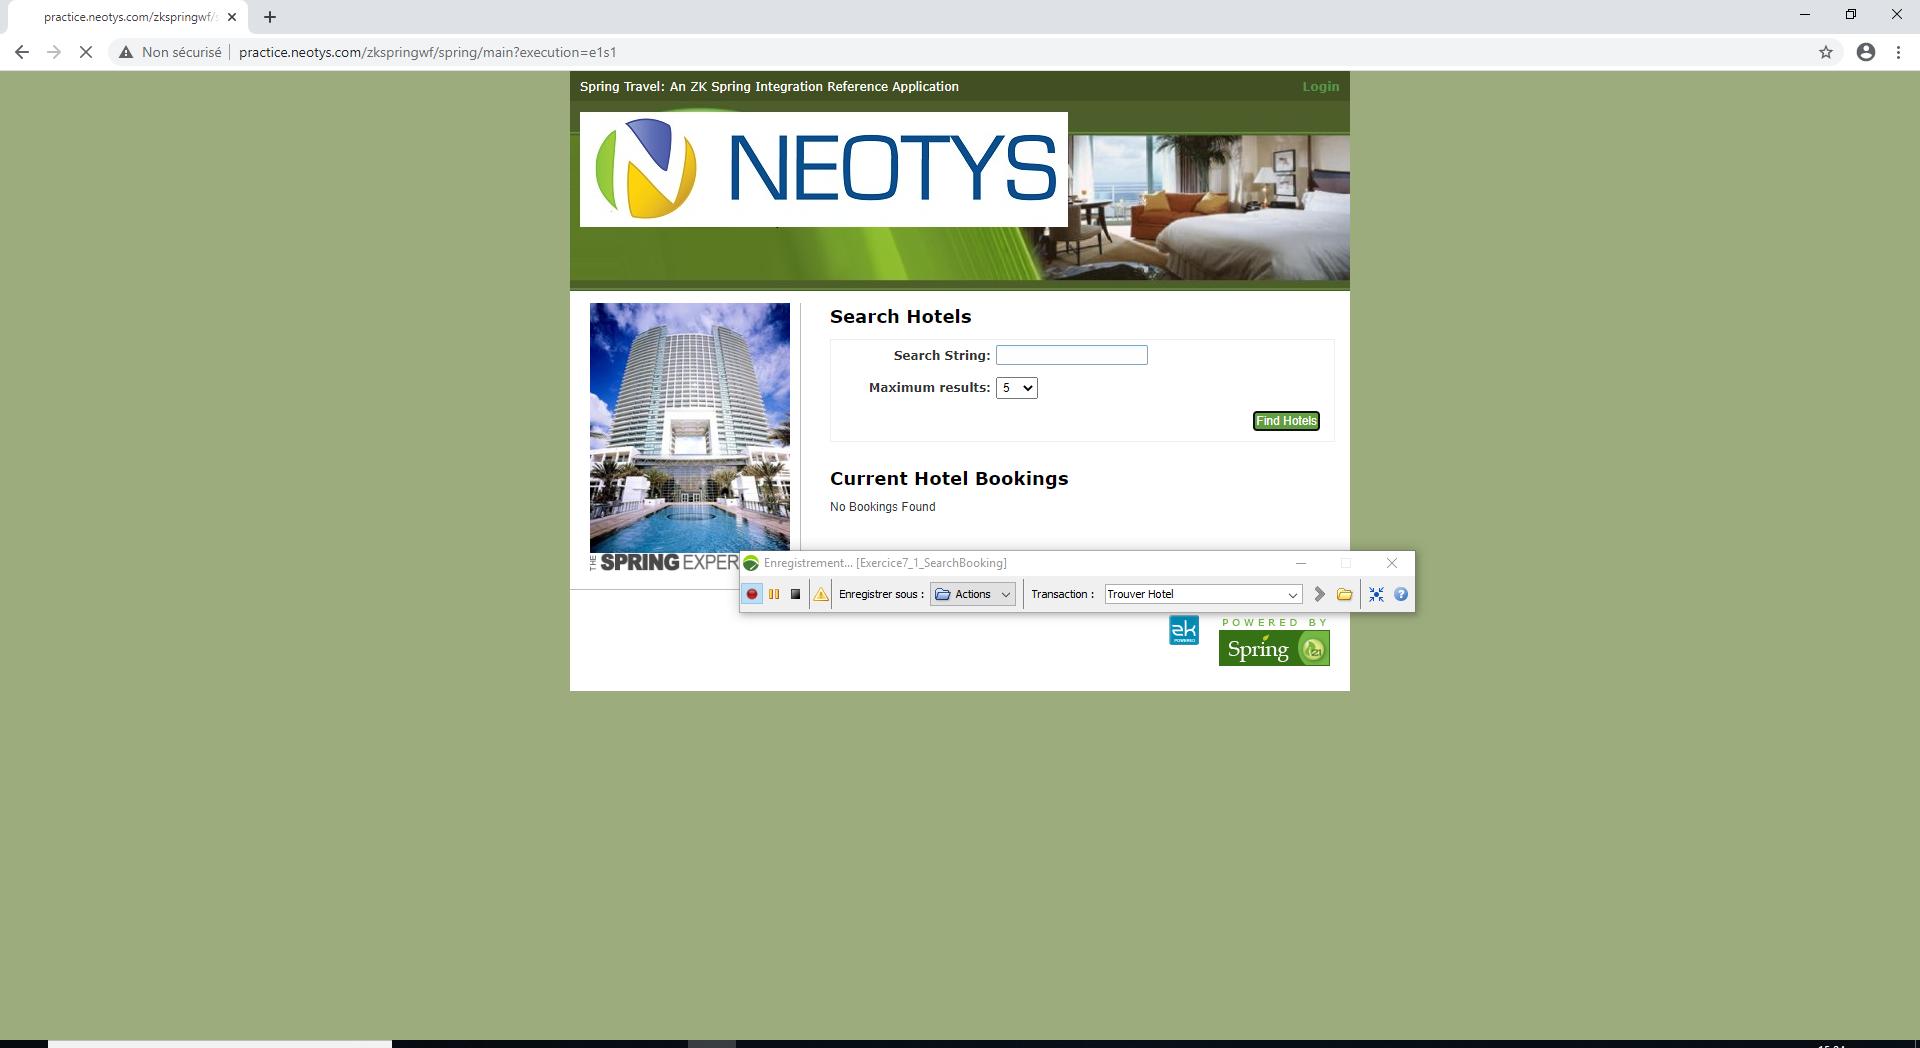 practice.neotys.com/zkspringwf/
Non sécurisé
practice.neotys.com/zkspringwf/spring/main?execution=e1s1
Spring Travel: An ZK Spring Integration Reference Application
Login
NEOTYS
Search Hotels
Search String:
Maximum results: 5
Find Hotels
Current Hotel Bookings
No Bookings Found
THE SPRING EXPER
Enregistrement... [Exercice7_1_SearchBooking]
Enregistrer sous : Actions
Transaction : Trouver Hotel
zk
POWERED
POWERED BY
Spring